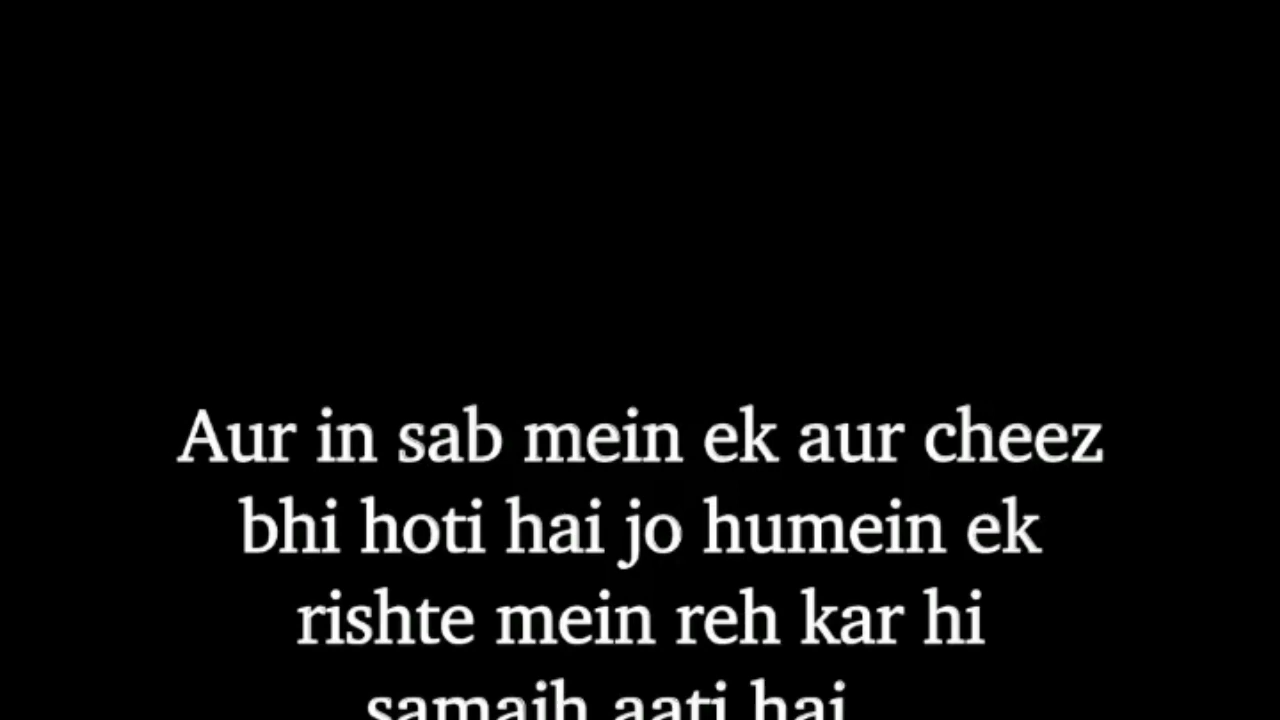 Aur in sab mein ek aur cheez
bhi hoti hai jo humein ek
rishte mein reh kar hi
samajh aati hai